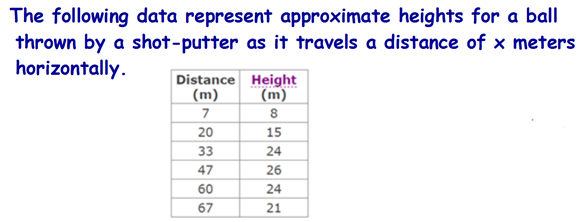 The following data represent approximate heights for a ball
thrown by a shot-putter as it travels a distance of x meters
horizontally.
Distance Height
(m) (m)
7 8
20 15
33 24
47 26
60 24
67 21